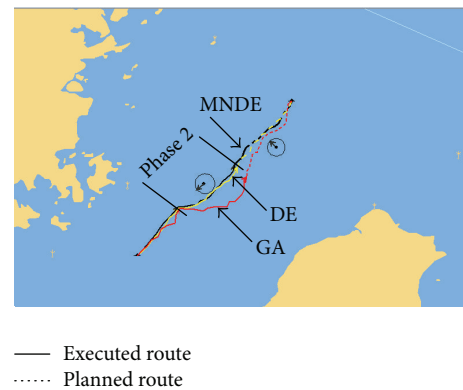 MNDE
Phase 2
DE
GA
Executed route
Planned route